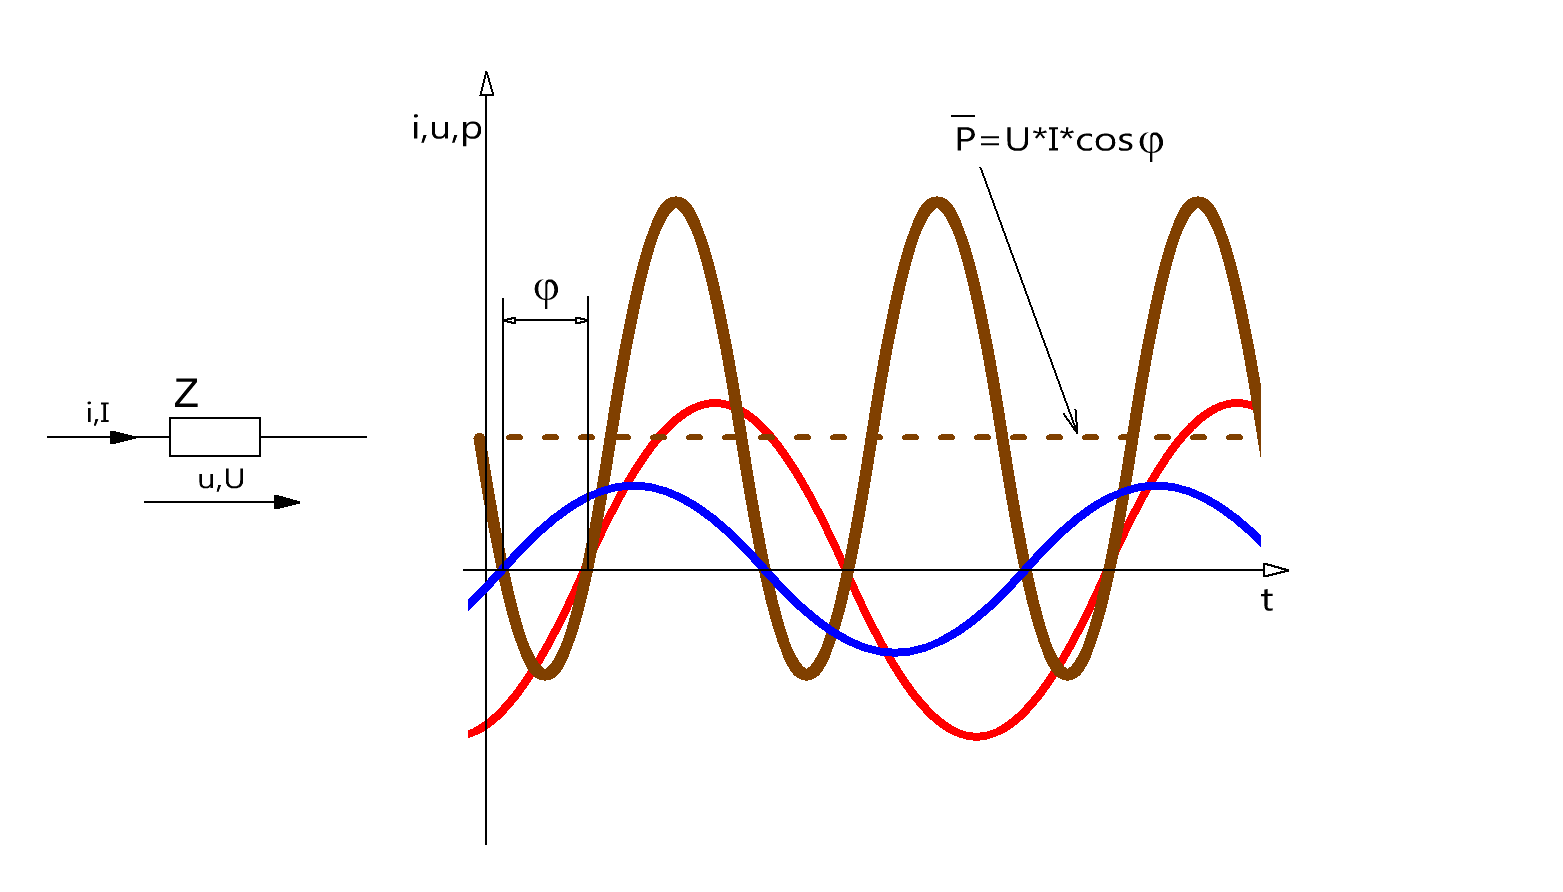 i,u,p
P̅=U*I*cosφ
φ
Z
i,I
u,U
t